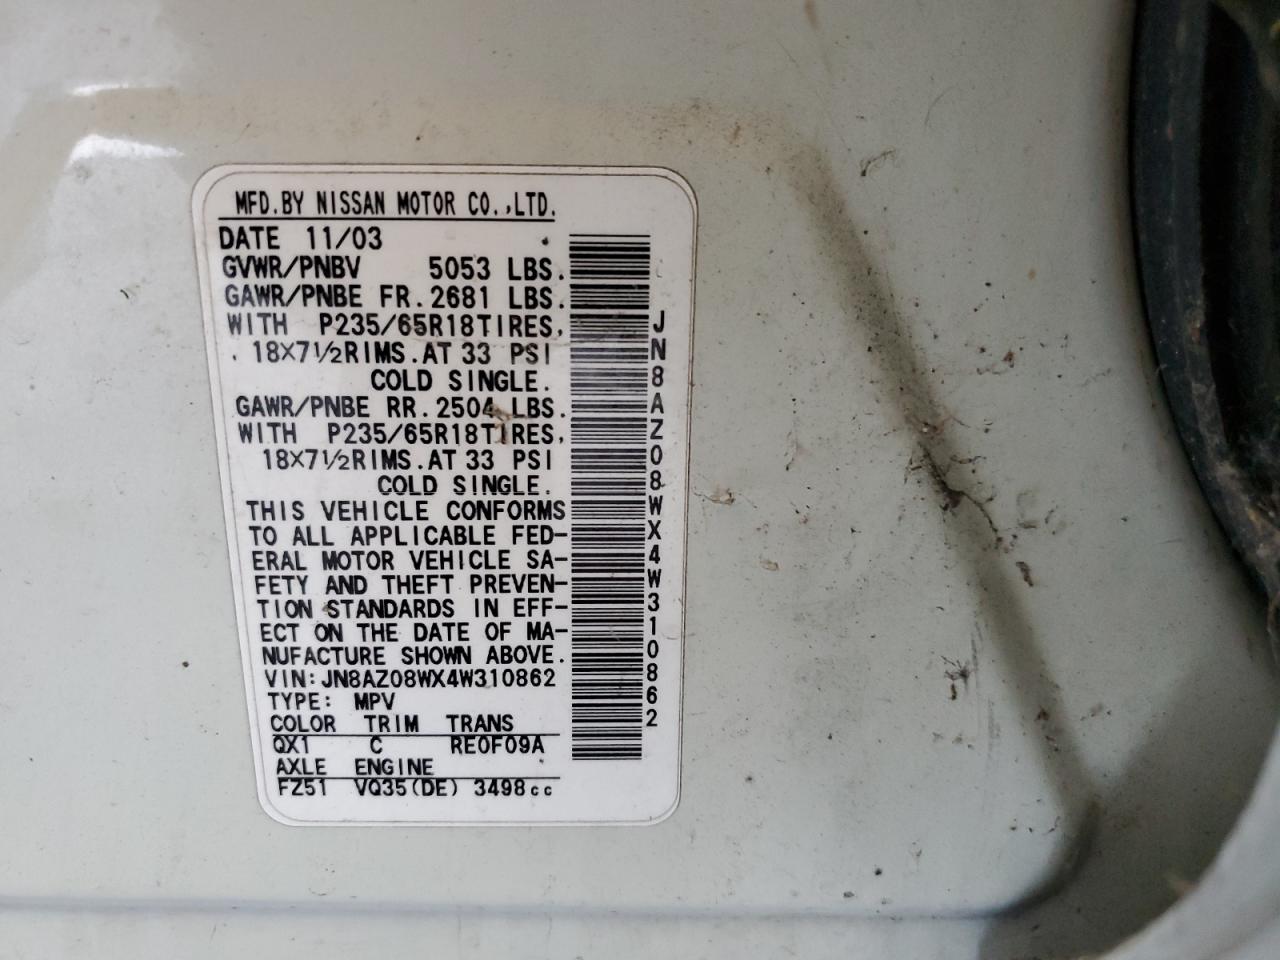 MFD.BY NISSAN MOTOR CO.,LTD.
DATE 11/03
GVWR/PNBV 5053 LBS.
GAWR/PNBE FR.2681 LBS.
WITH P235/65R18TIRES,
18×7½RIMS.AT 33 PSI
COLD SINGLE.
GAWR/PNBE RR.2504 LBS.
WITH P235/65R18TIRES,
18×7½RIMS.AT 33 PSI
COLD SINGLE.
THIS VEHICLE CONFORMS
TO ALL APPLICABLE FED-
ERAL MOTOR VEHICLE SA-
FETY AND THEFT PREVEN-
TION STANDARDS IN EFF-
ECT ON THE DATE OF MA-
NUFACTURE SHOWN ABOVE.
VIN:JN8AZ08WX4W310862
TYPE: MPV
COLOR TRIM TRANS
QX1 C RE0F09A
AXLE ENGINE
FZ51 VQ35(DE) 3498cc
JN8AZ08WX4W310862